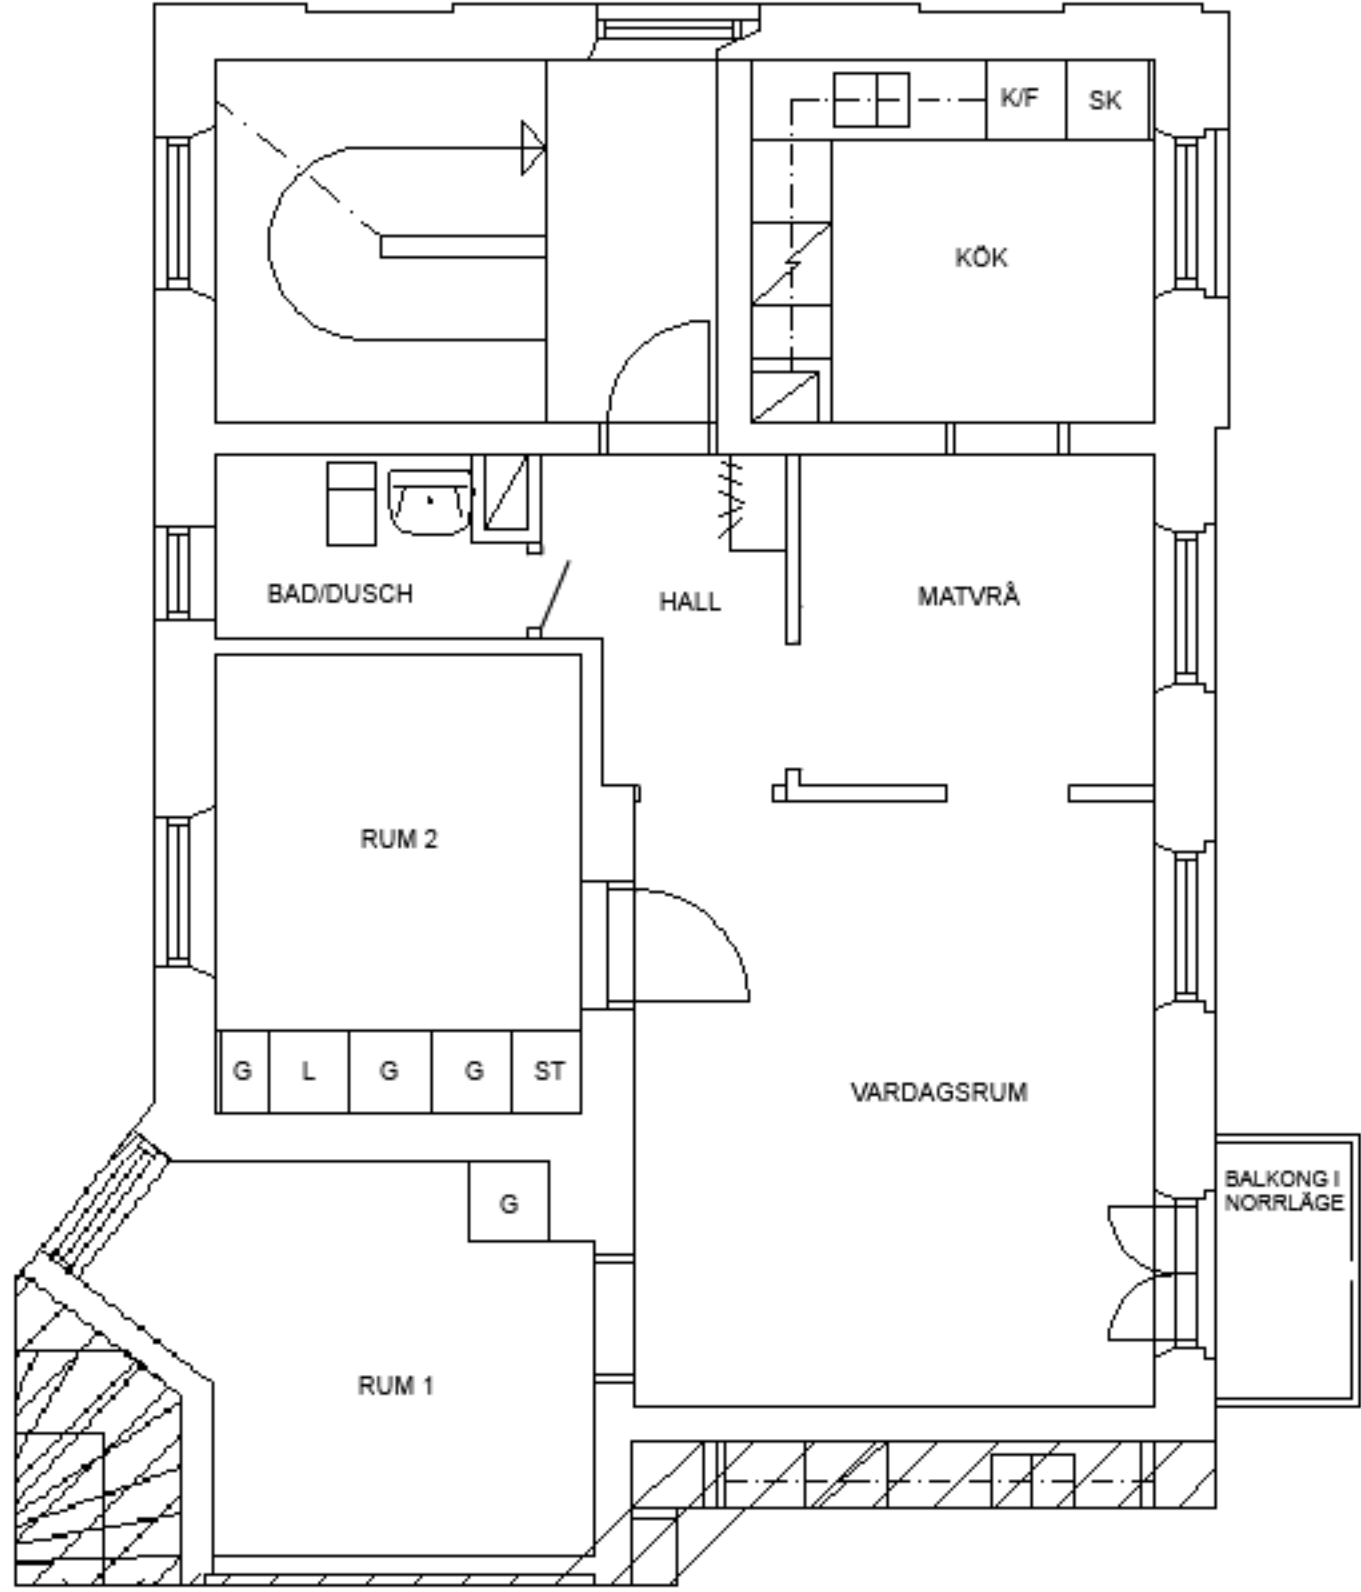 K/F
SK
KÖK
BAD/DUSCH
HALL
MATVRÅ
RUM 2
G
L
G
G
ST
VARDAGSRUM
BALKONG I
NORRLÄGE
G
RUM 1